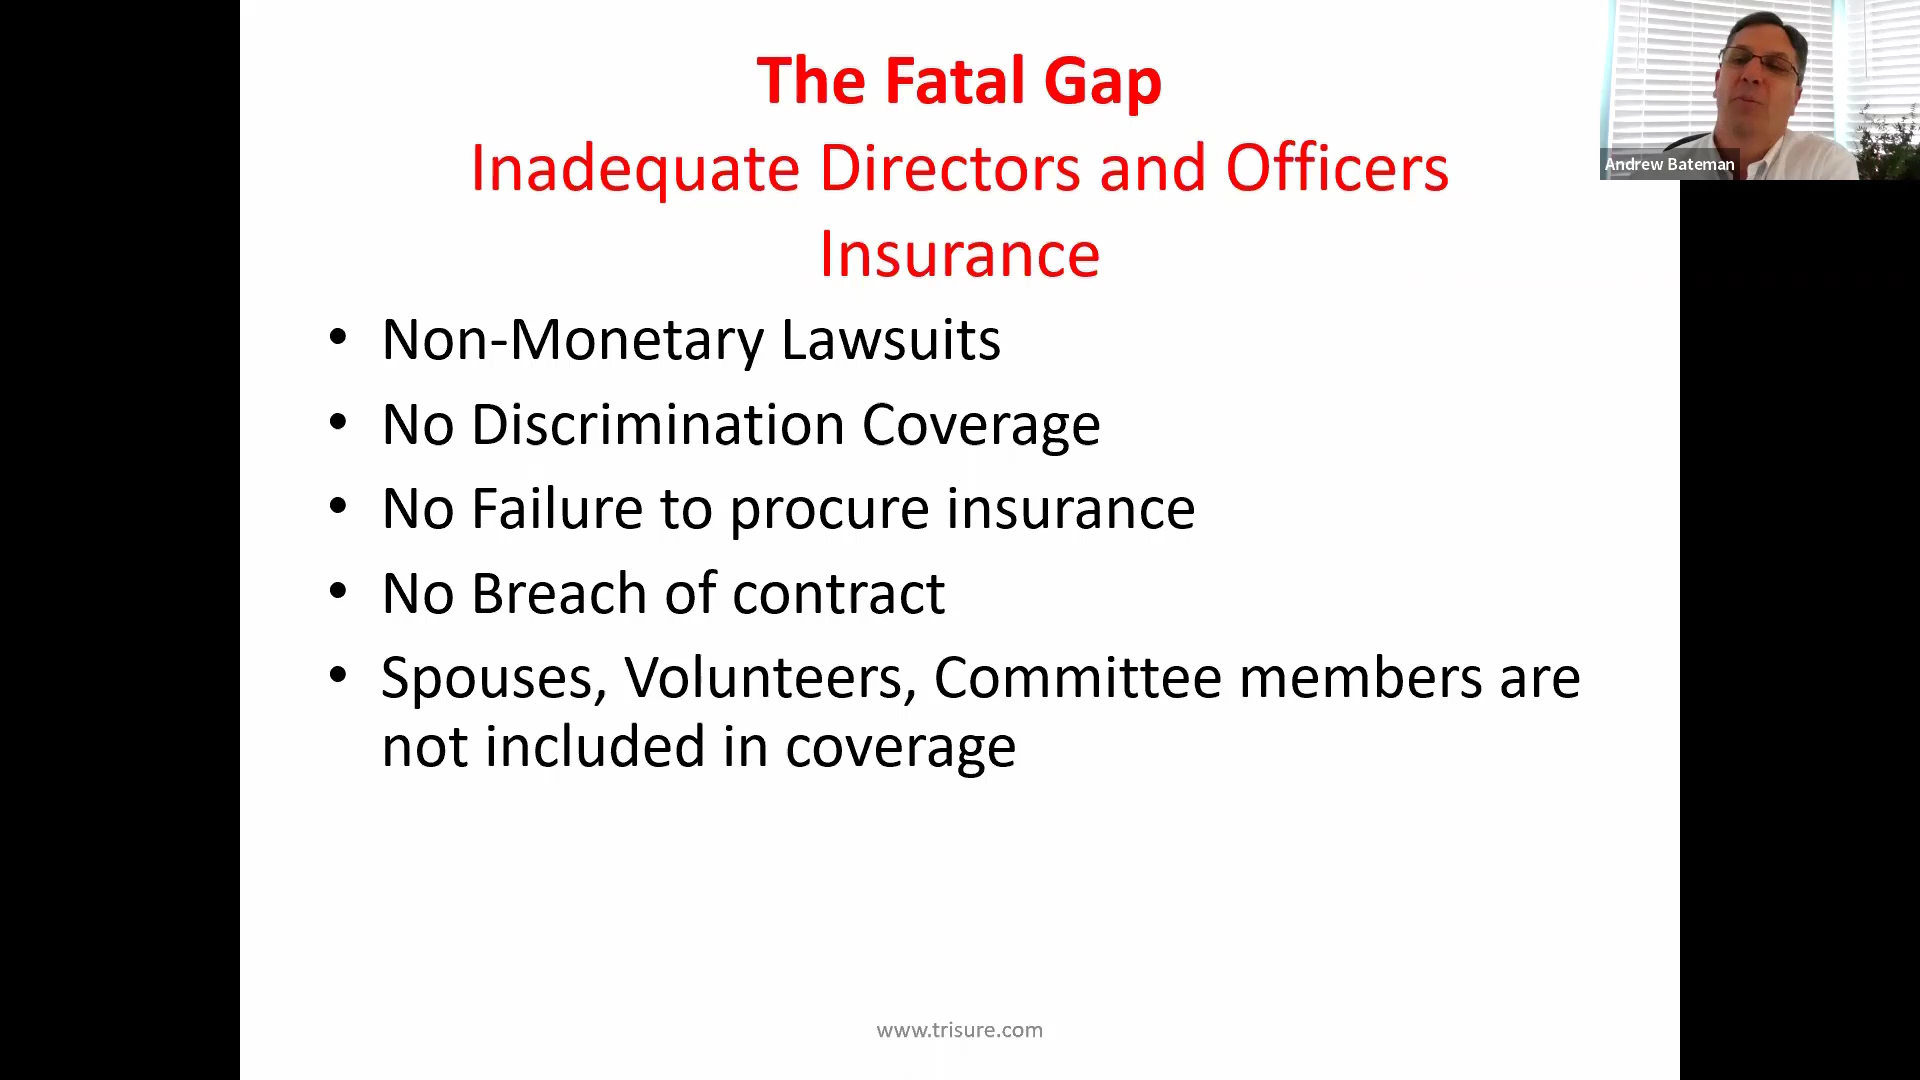 The Fatal Gap
Inadequate Directors and Officers
Insurance
Andrew Bateman
• Non-Monetary Lawsuits
• No Discrimination Coverage
• No Failure to procure insurance
• No Breach of contract
• Spouses, Volunteers, Committee members are
not included in coverage
www.trisure.com